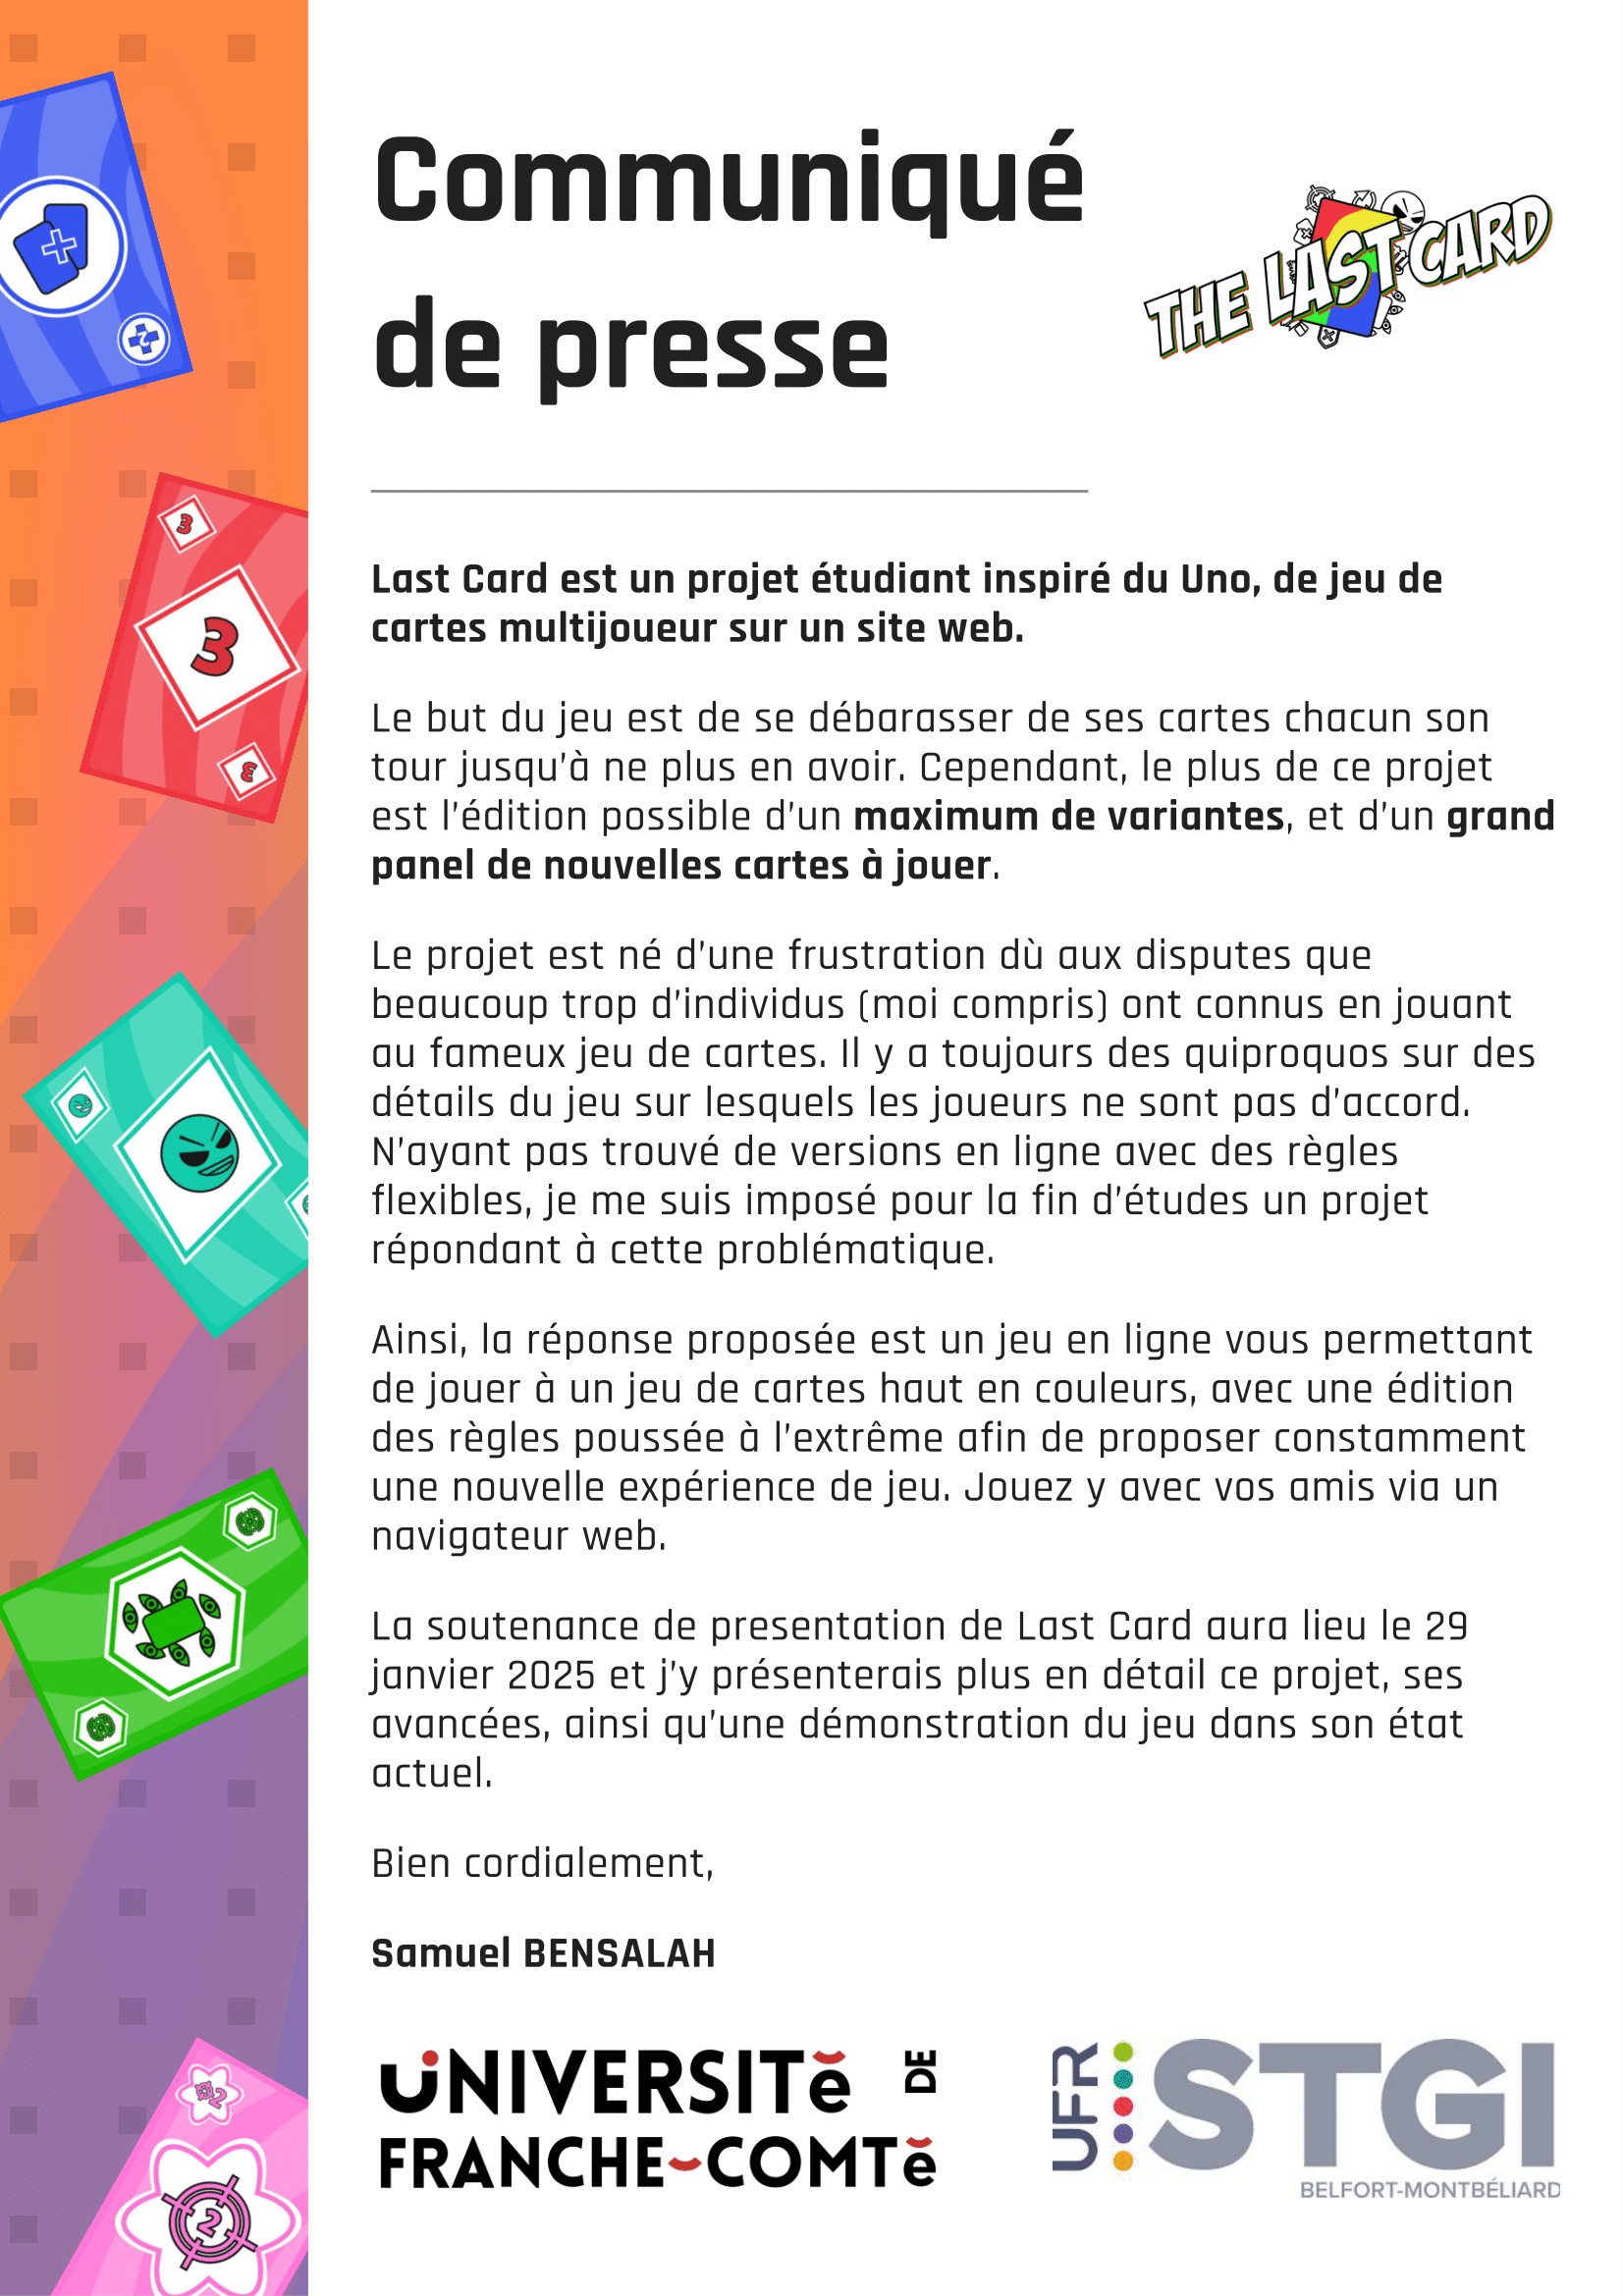 Communiqué
de presse
THE LAST CARD
Last Card est un projet étudiant inspiré du Uno, de jeu de
cartes multijoueur sur un site web.
Le but du jeu est de se débarasser de ses cartes chacun son
tour jusqu’à ne plus en avoir. Cependant, le plus de ce projet
est l’édition possible d’un maximum de variantes, et d’un grand
panel de nouvelles cartes à jouer.
Le projet est né d’une frustration dù aux disputes que
beaucoup trop d’individus (moi compris) ont connus en jouant
au fameux jeu de cartes. Il y a toujours des quiproquos sur des
détails du jeu sur lesquels les joueurs ne sont pas d’accord.
N’ayant pas trouvé de versions en ligne avec des règles
flexibles, je me suis imposé pour la fin d’études un projet
répondant à cette problématique.
Ainsi, la réponse proposée est un jeu en ligne vous permettant
de jouer à un jeu de cartes haut en couleurs, avec une édition
des règles poussée à l’extrême afin de proposer constamment
une nouvelle expérience de jeu. Jouez y avec vos amis via un
navigateur web.
La soutenance de presentation de Last Card aura lieu le 29
janvier 2025 et j’y présenterais plus en détail ce projet, ses
avancées, ainsi qu’une démonstration du jeu dans son état
actuel.
Bien cordialement,
Samuel BENSALAH
UNIVERSITé DE
FRANCHE-COMTé
UFR STGI
BELFORT-MONTBÉLIARD
2
3
3
3
2
2